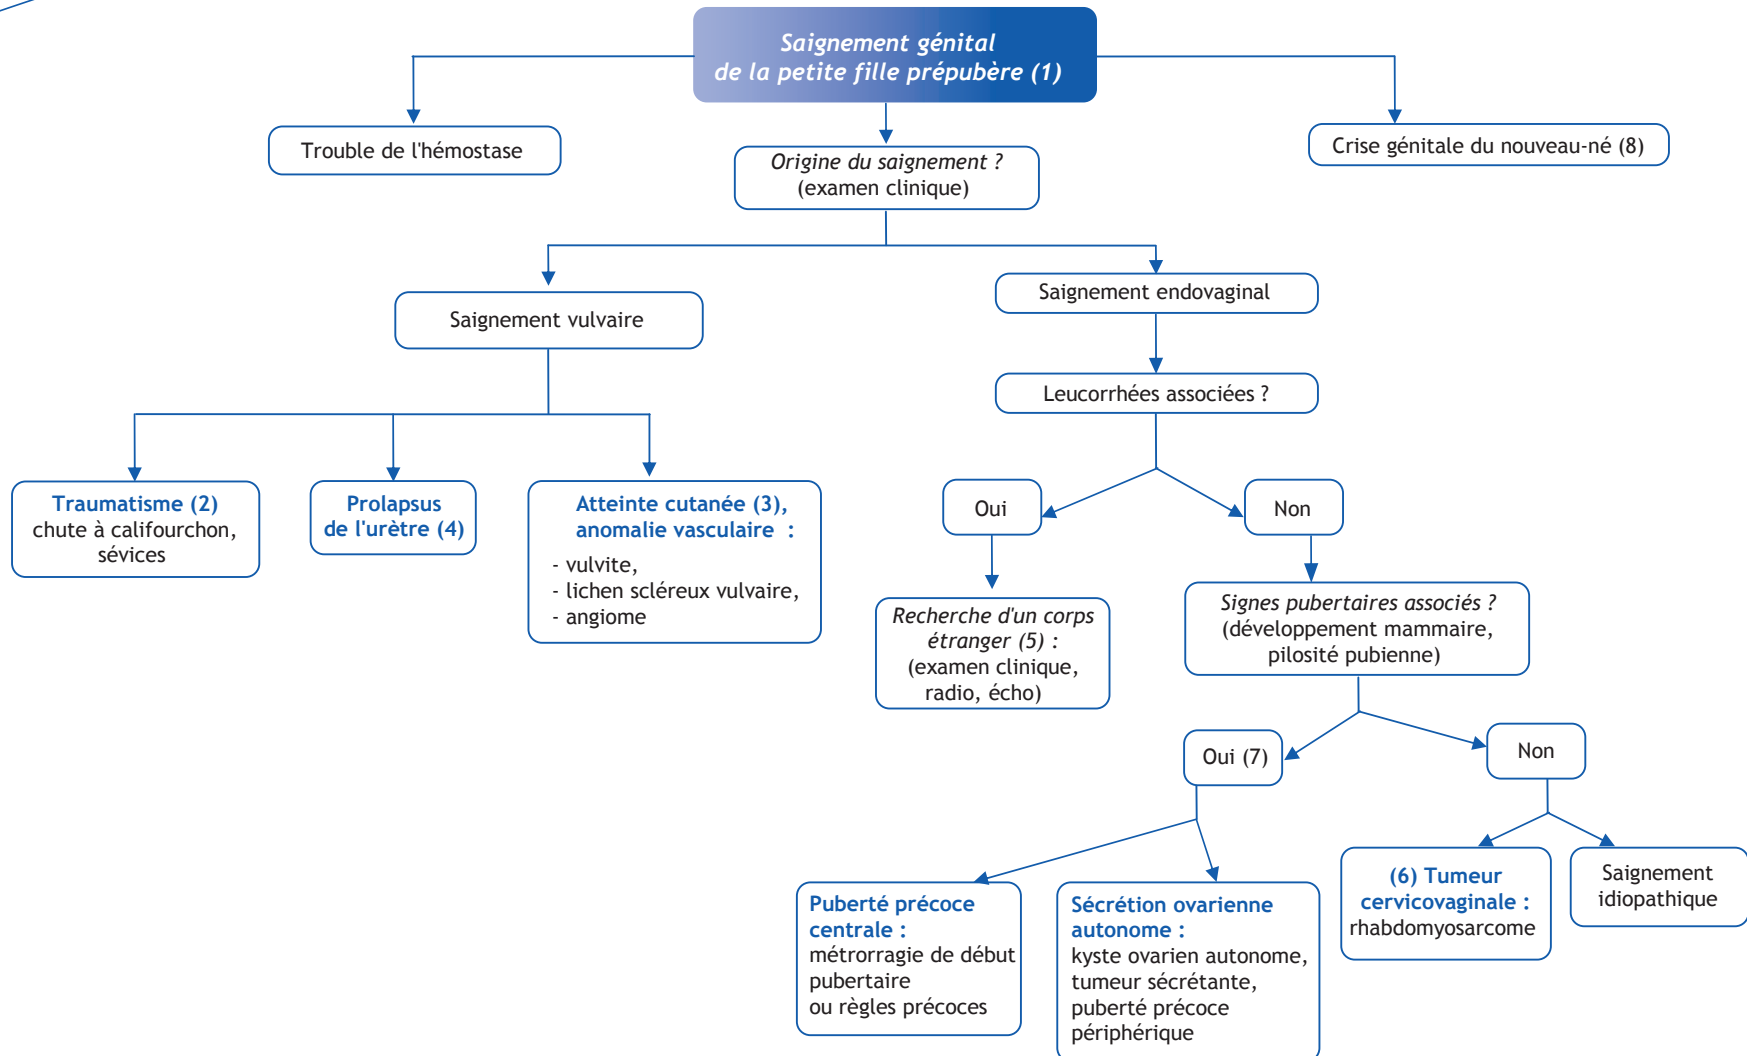 Saignement génital
de la petite fille prépubère (1)
Trouble de l'hémostase
Origine du saignement ?
(examen clinique)
Crise génitale du nouveau-né (8)
Saignement vulvaire
Saignement endovaginal
Leucorrhées associées ?
Traumatisme (2)
chute à califourchon,
sévices
Prolapsus
de l'urètre (4)
Atteinte cutanée (3),
anomalie vasculaire :
- vulvite,
- lichen scléreux vulvaire,
- angiome
Oui
Non
Recherche d'un corps
étranger (5) :
(examen clinique,
radio, écho)
Signes pubertaires associés ?
(développement mammaire,
pilosité pubienne)
Oui (7)
Non
Puberté précoce
centrale :
métrorragie de début
pubertaire
ou règles précoces
Sécrétion ovarienne
autonome :
kyste ovarien autonome,
tumeur sécrétante,
puberté précoce
périphérique
(6) Tumeur
cervicovaginale :
rhabdomyosarcome
Saignement
idiopathique